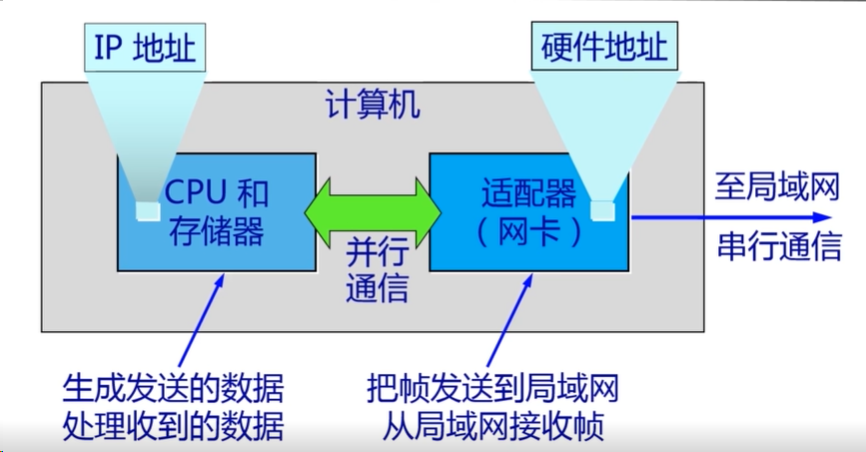 IP 地址
硬件地址
计算机
CPU 和
存储器
适配器
（网卡）
并行
通信
至局域网
串行通信
生成发送的数据
处理收到的数据
把帧发送到局域网
从局域网接收帧